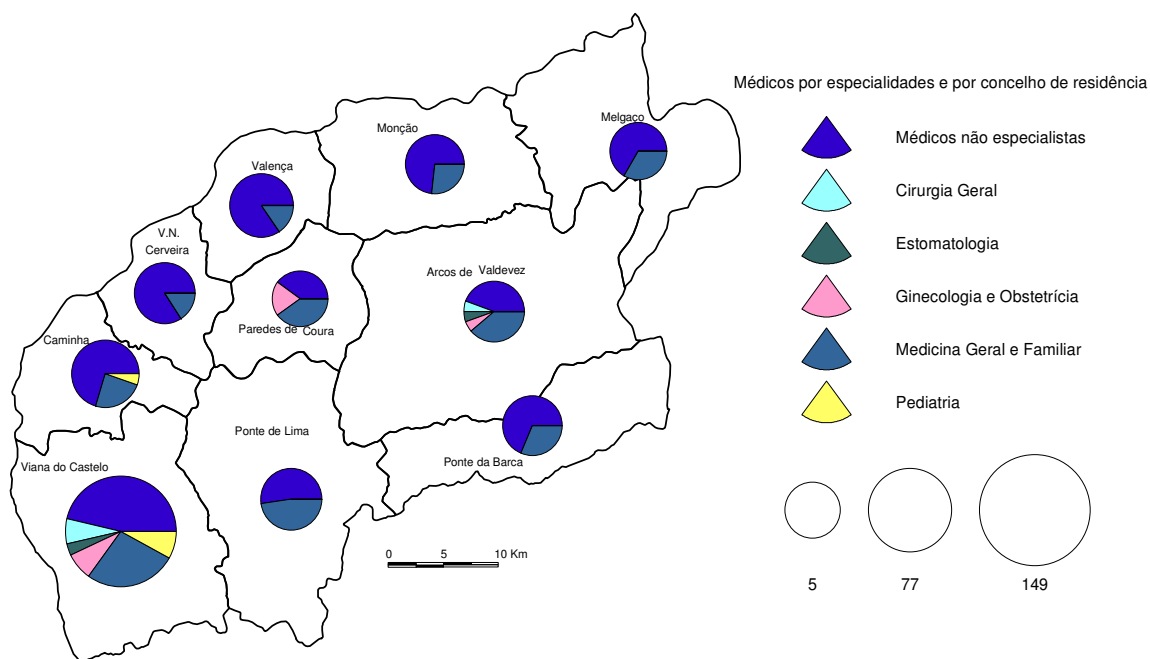 Médicos por especialidades e por concelho de residência
Melgaço
Monção
Médicos não especialistas
Valença
Cirurgia Geral
V.N.
Cerveira
Estomatologia
Arcos de Valdevez
Ginecologia e Obstetrícia
Paredes de Coura
Caminha
Medicina Geral e Familiar
Pediatria
Ponte de Lima
Viana do Castelo
Ponte da Barca
0 5 10 Km
5 77 149